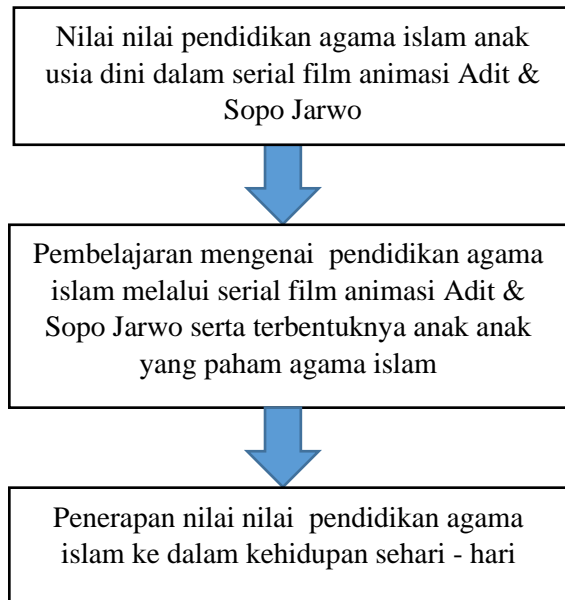 Nilai nilai pendidikan agama islam anak
usia dini dalam serial film animasi Adit &
Sopo Jarwo
Pembelajaran mengenai pendidikan agama
islam melalui serial film animasi Adit &
Sopo Jarwo serta terbentuknya anak anak
yang paham agama islam
Penerapan nilai nilai pendidikan agama
islam ke dalam kehidupan sehari - hari